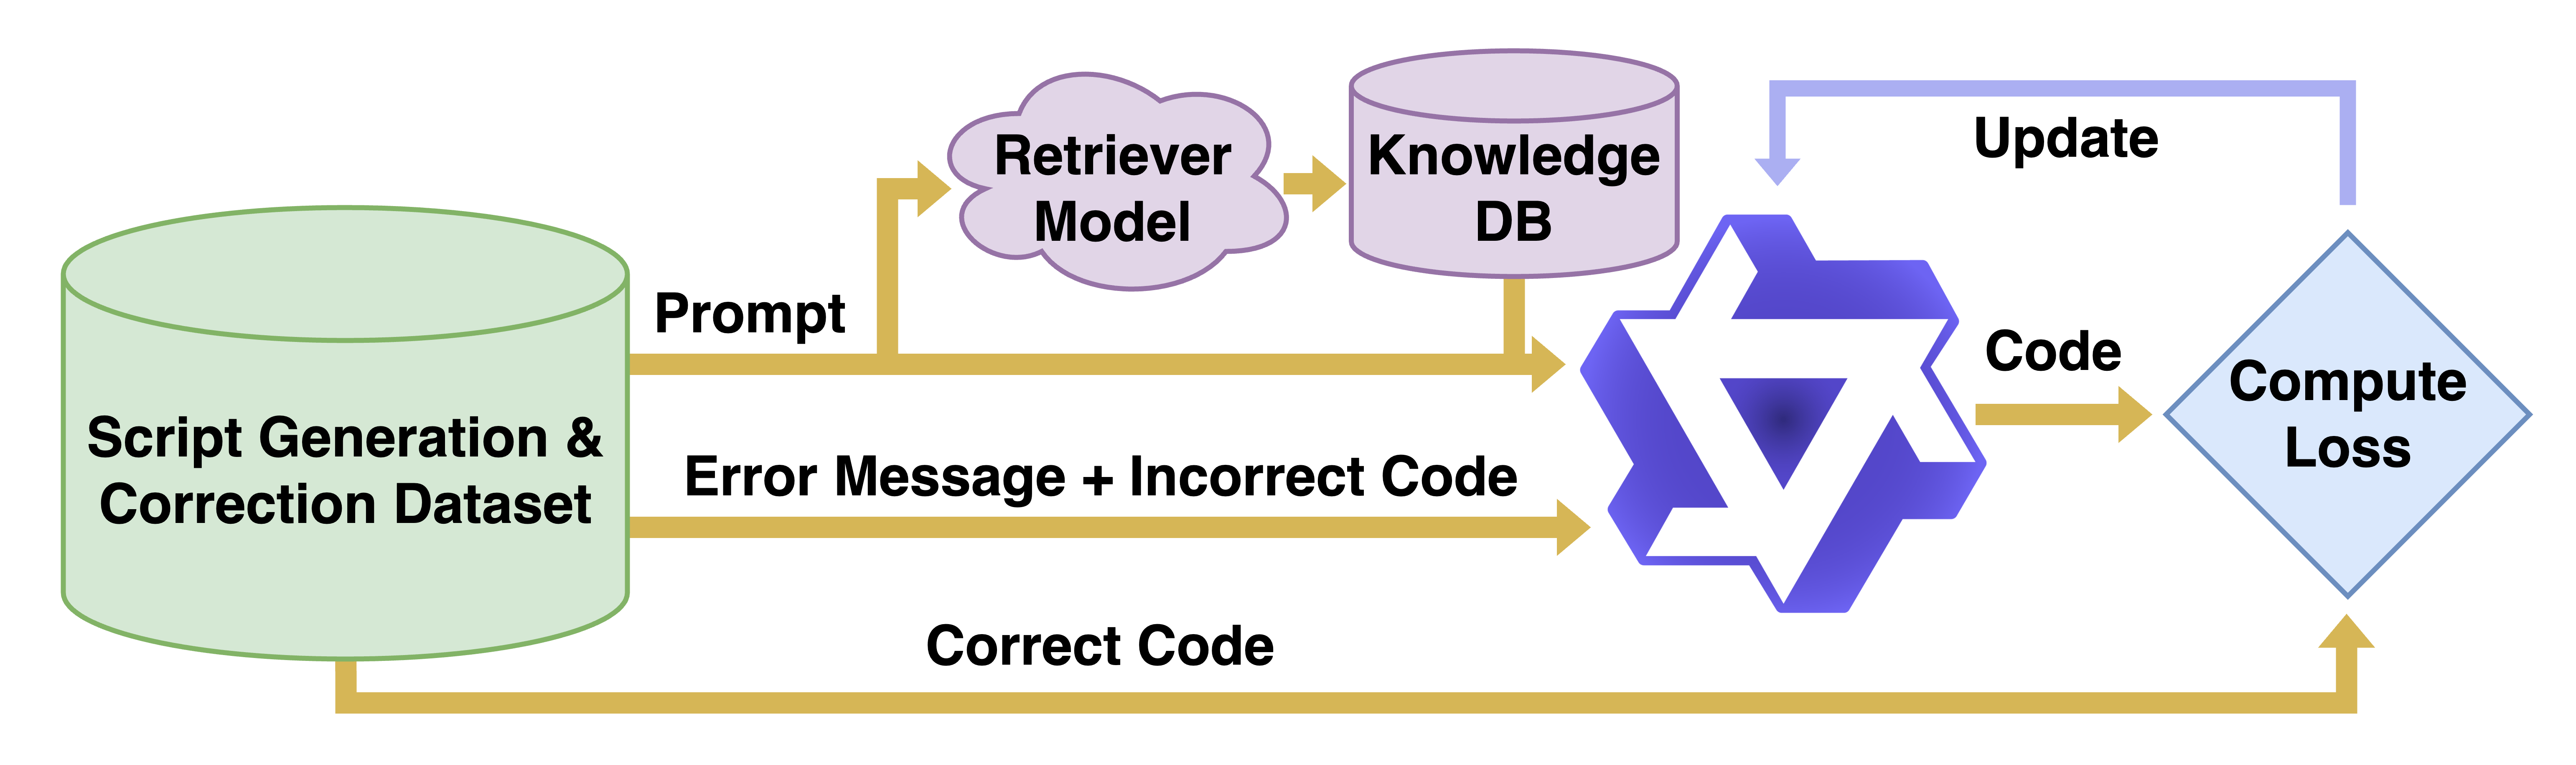 Retriever
Model
Knowledge
DB
Update
Prompt
Script Generation &
Correction Dataset
Error Message + Incorrect Code
Code
Compute
Loss
Correct Code